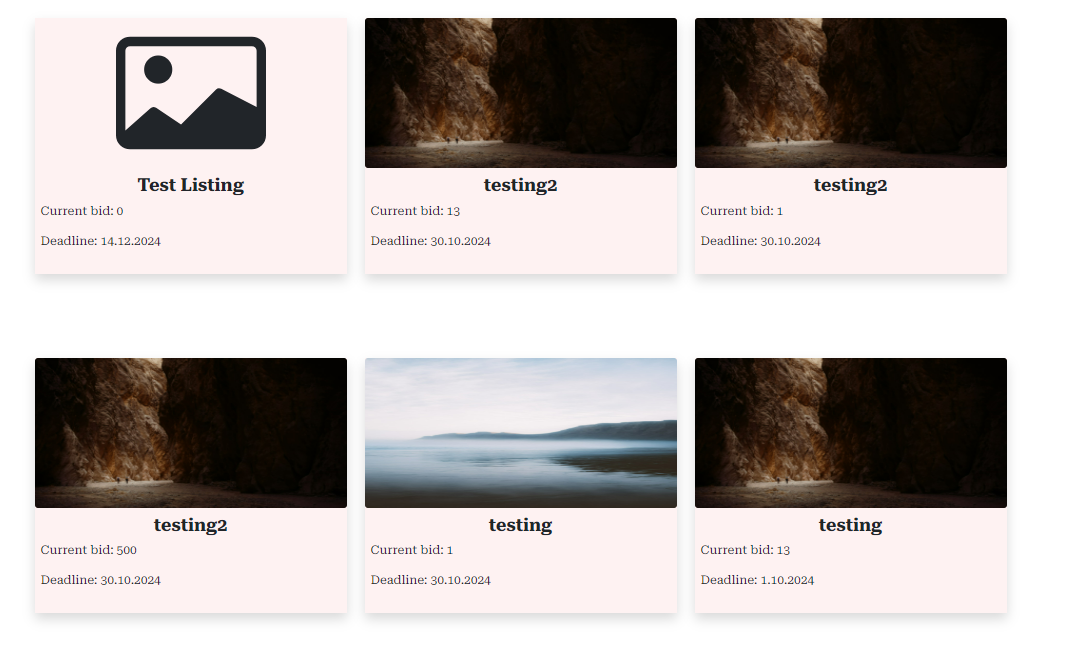 Test Listing
Current bid: 0
Deadline: 14.12.2024
testing2
Current bid: 13
Deadline: 30.10.2024
testing2
Current bid: 1
Deadline: 30.10.2024
testing2
Current bid: 500
Deadline: 30.10.2024
testing
Current bid: 1
Deadline: 30.10.2024
testing
Current bid: 13
Deadline: 1.10.2024